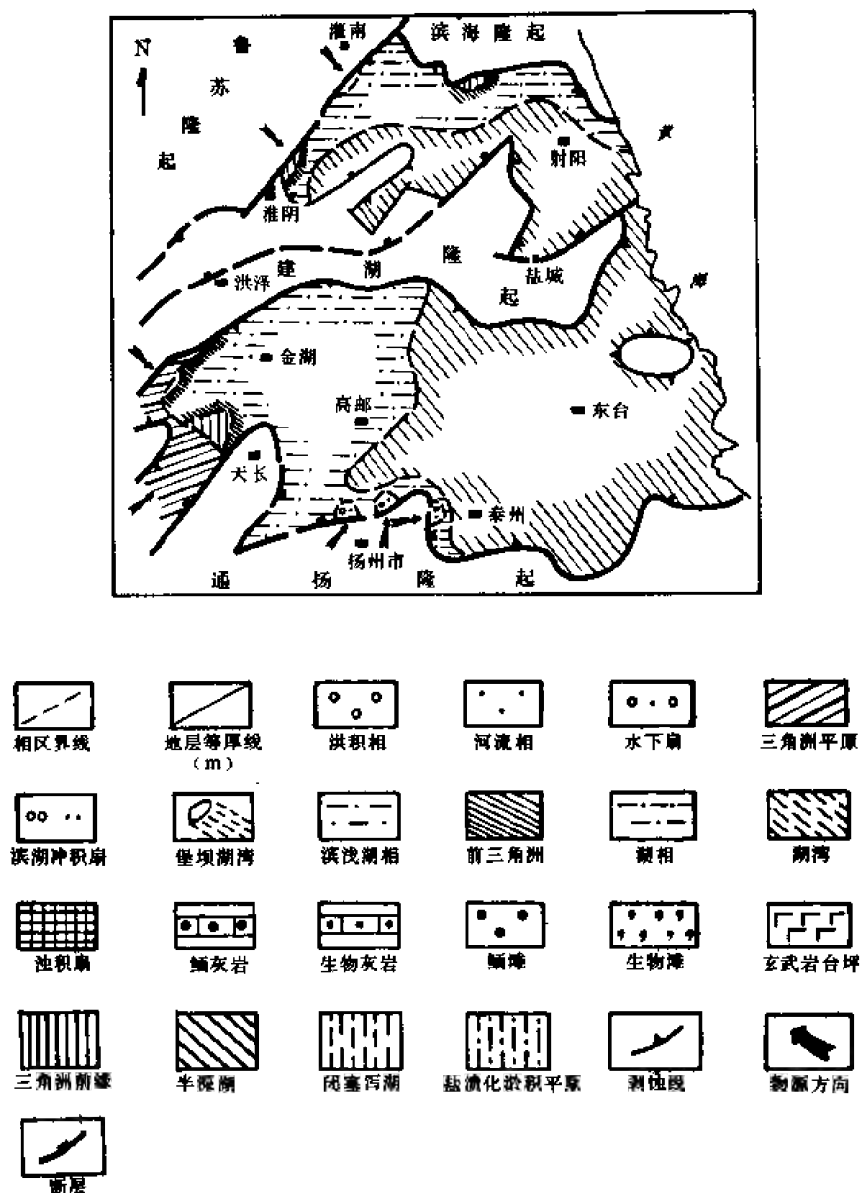 淮南
滨海隆起
N
鲁
苏
隆
起
黄
海
射阳
淮阴
建湖隆起
洪泽
盐城
金湖
高邮
东台
天长
泰州
扬州市
通扬隆起
相区界线
地层等厚线
(m)
洪积相
河流相
水下扇
三角洲平原
滨湖冲积扇
堡坝湖湾
滨浅湖相
前三角洲
湖相
湖湾
浊积扇
鲕灰岩
生物灰岩
鲕滩
生物滩
玄武岩台坪
三角洲前缘
半深湖
闭塞泻湖
盐渍化淤积平原
剥蚀线
物源方向
断层